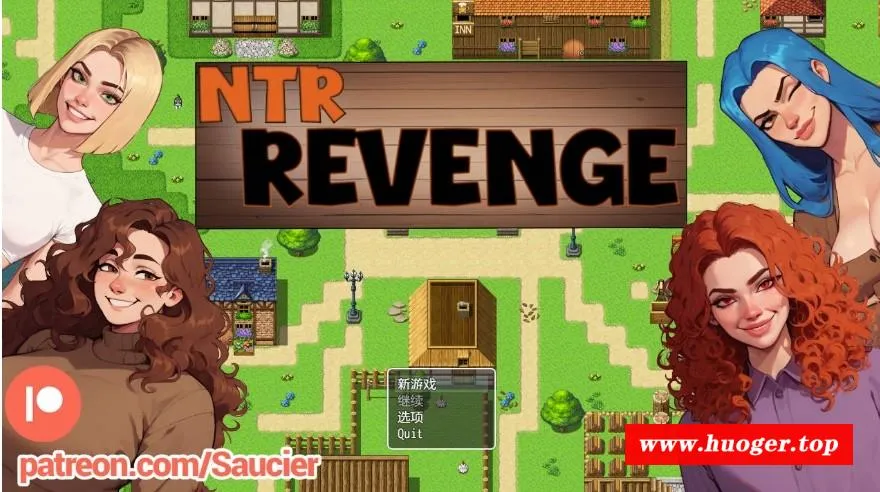 INN
NTR
REVENGE
新游戏
继续
选项
Quit
www.huoger.top
patreon.com/Saucier